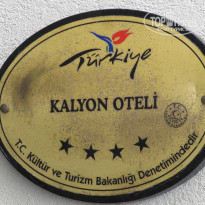 Türkiye
KALYON OTELİ
T.C. Kültür ve Turizm Bakanlığı Denetimindedir